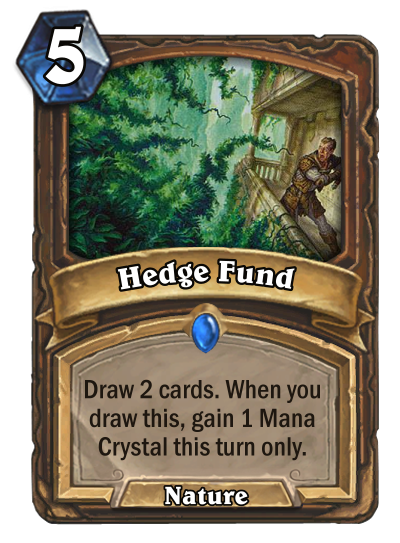 5
Hedge Fund
Draw 2 cards. When you
draw this, gain 1 Mana
Crystal this turn only.
Nature